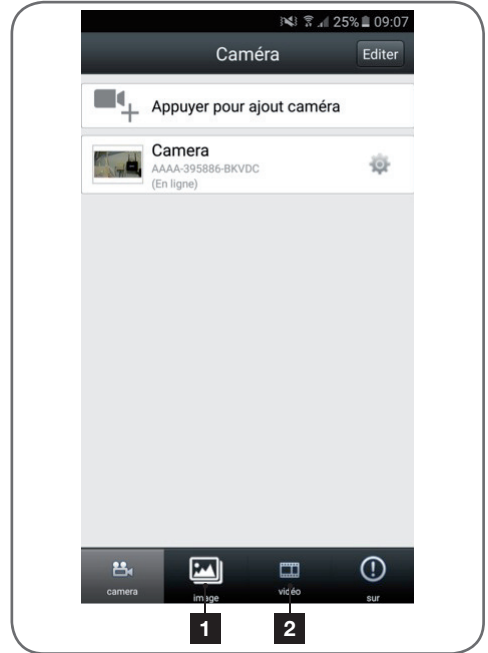 25% 09:07
Caméra Editer
Appuyer pour ajout caméra
Camera
AAAA-395886-BKVDC
(En ligne)
camera image vidéo sur
1 2